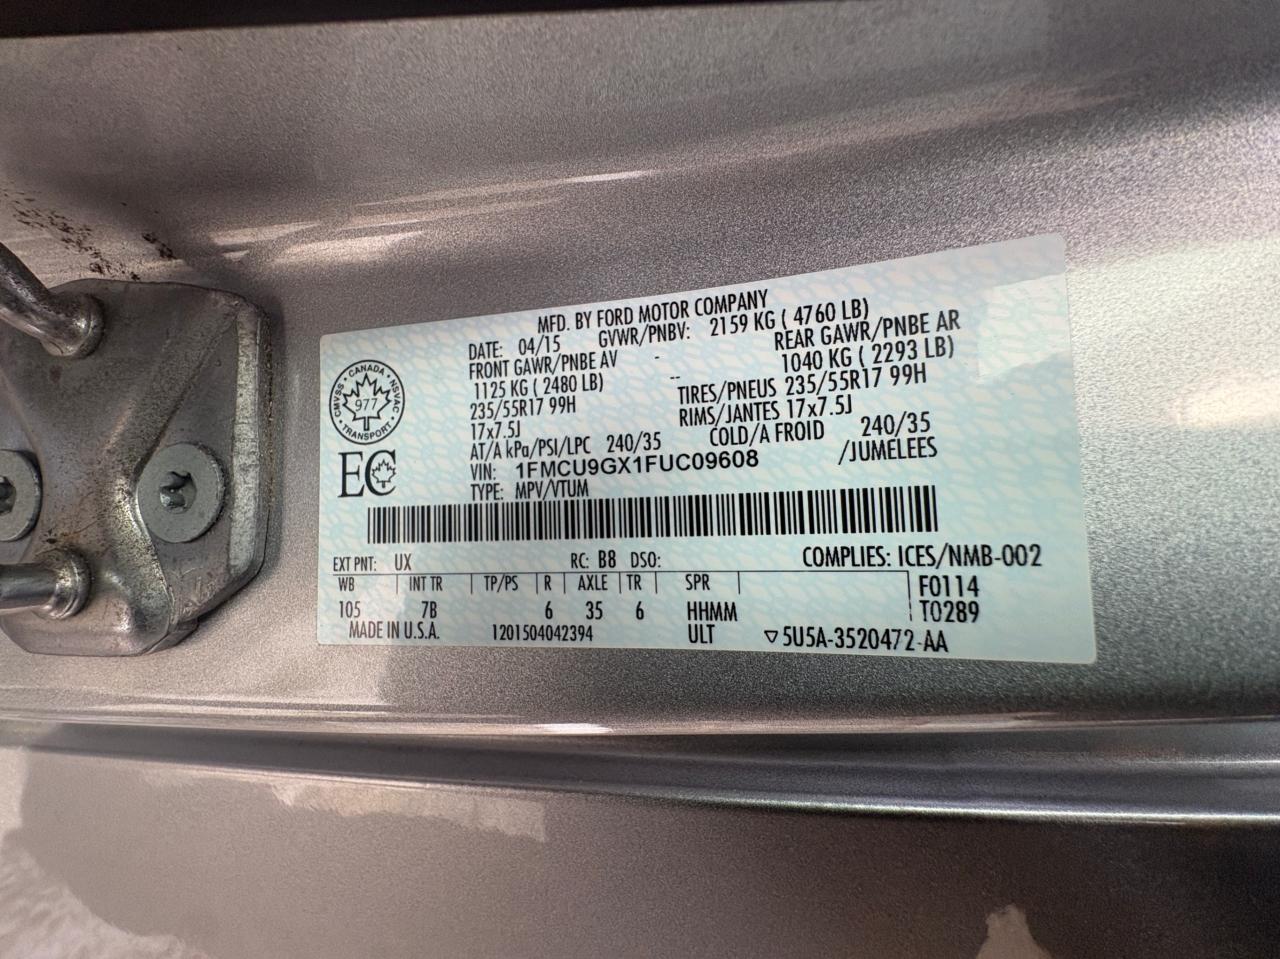 MFD. BY FORD MOTOR COMPANY
DATE: 04/15 GVWR/PNBV: 2159 KG ( 4760 LB)
FRONT GAWR/PNBE AV - REAR GAWR/PNBE AR
1125 KG ( 2480 LB) -- 1040 KG ( 2293 LB)
235/55R17 99H TIRES/PNEUS 235/55R17 99H
17x7.5J RIMS/JANTES 17x7.5J
AT/A kPa/PSI/LPC 240/35 COLD/A FROID 240/35
VIN: 1FMCU9GX1FUC09608 /JUMELEES
TYPE: MPV/VTUM
CMVSS · CANADA · NSVAC · TRANSPORT ·
977
EC
EXT PNT: UX RC: B8 DSO: COMPLIES: ICES/NMB-002
WB INT TR TP/PS R AXLE TR SPR F0114
105 7B 6 35 6 HHMM T0289
MADE IN U.S.A. 1201504042394 ULT ▽5U5A-3520472-AA